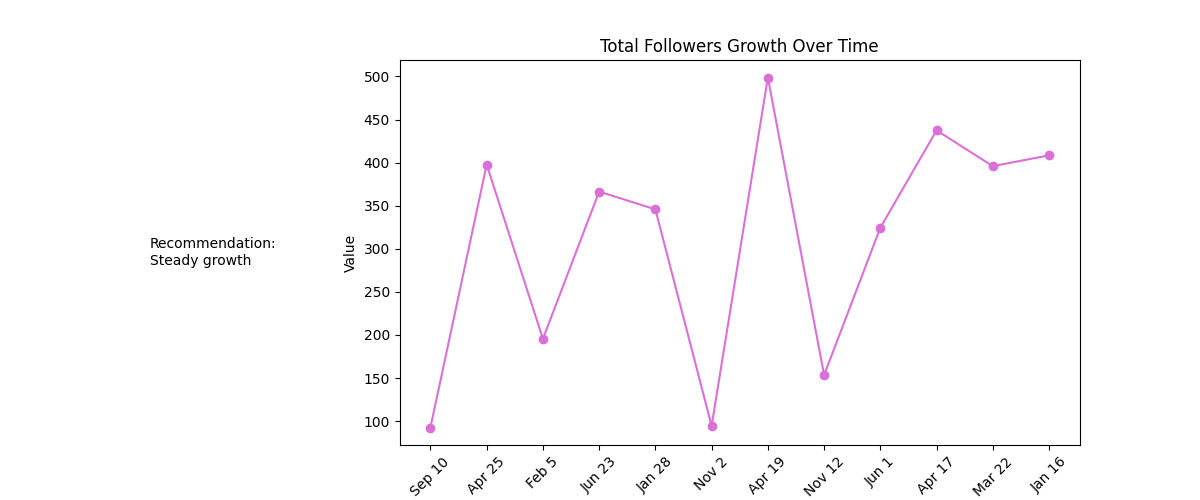 Total Followers Growth Over Time
Recommendation:
Steady growth
Value
500
450
400
350
300
250
200
150
100
Sep 10
Apr 25
Feb 5
Jun 23
Jan 28
Nov 2
Apr 19
Nov 12
Jun 1
Apr 17
Mar 22
Jan 16